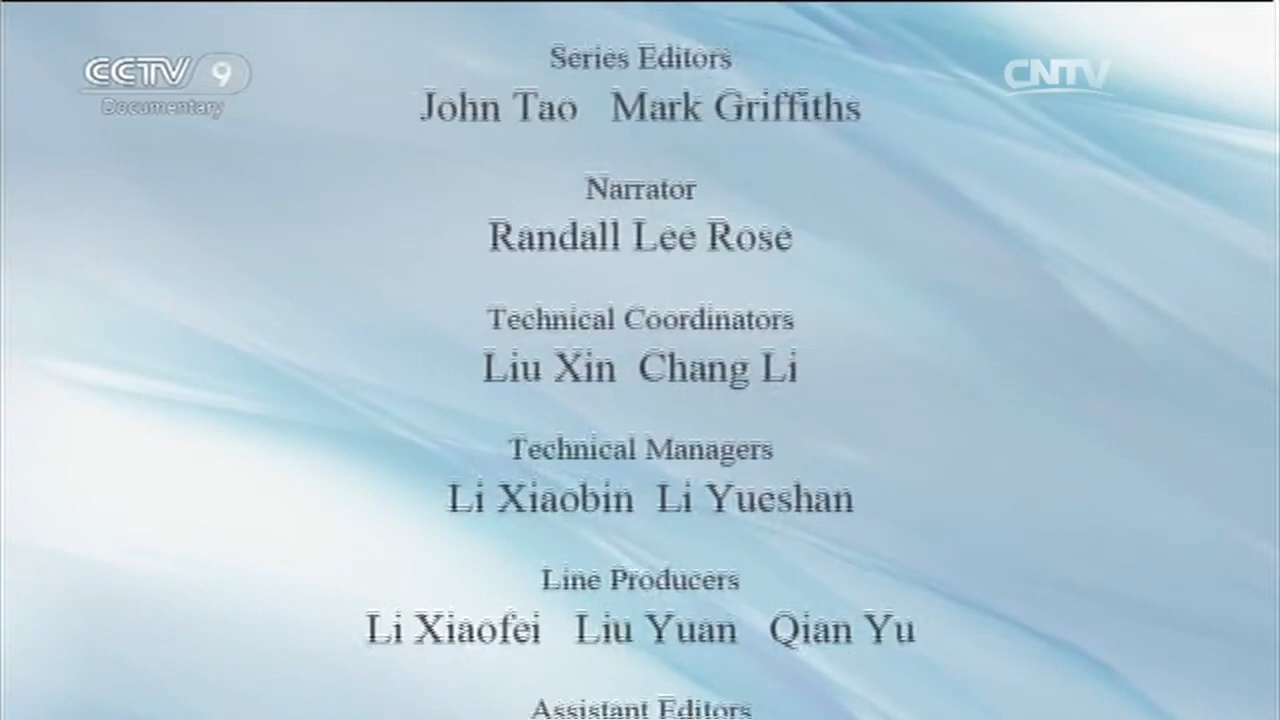 CCTV 9
Documentary
CNTV
Series Editors
John Tao Mark Griffiths
Narrator
Randall Lee Rose
Technical Coordinators
Liu Xin Chang Li
Technical Managers
Li Xiaobin Li Yueshan
Line Producers
Li Xiaofei Liu Yuan Qian Yu
Assistant Editors